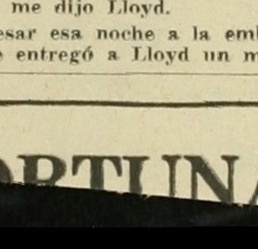 me dijo Lloyd.
esar esa noche a la emb
entregó a Lloyd un m
ORTUNA